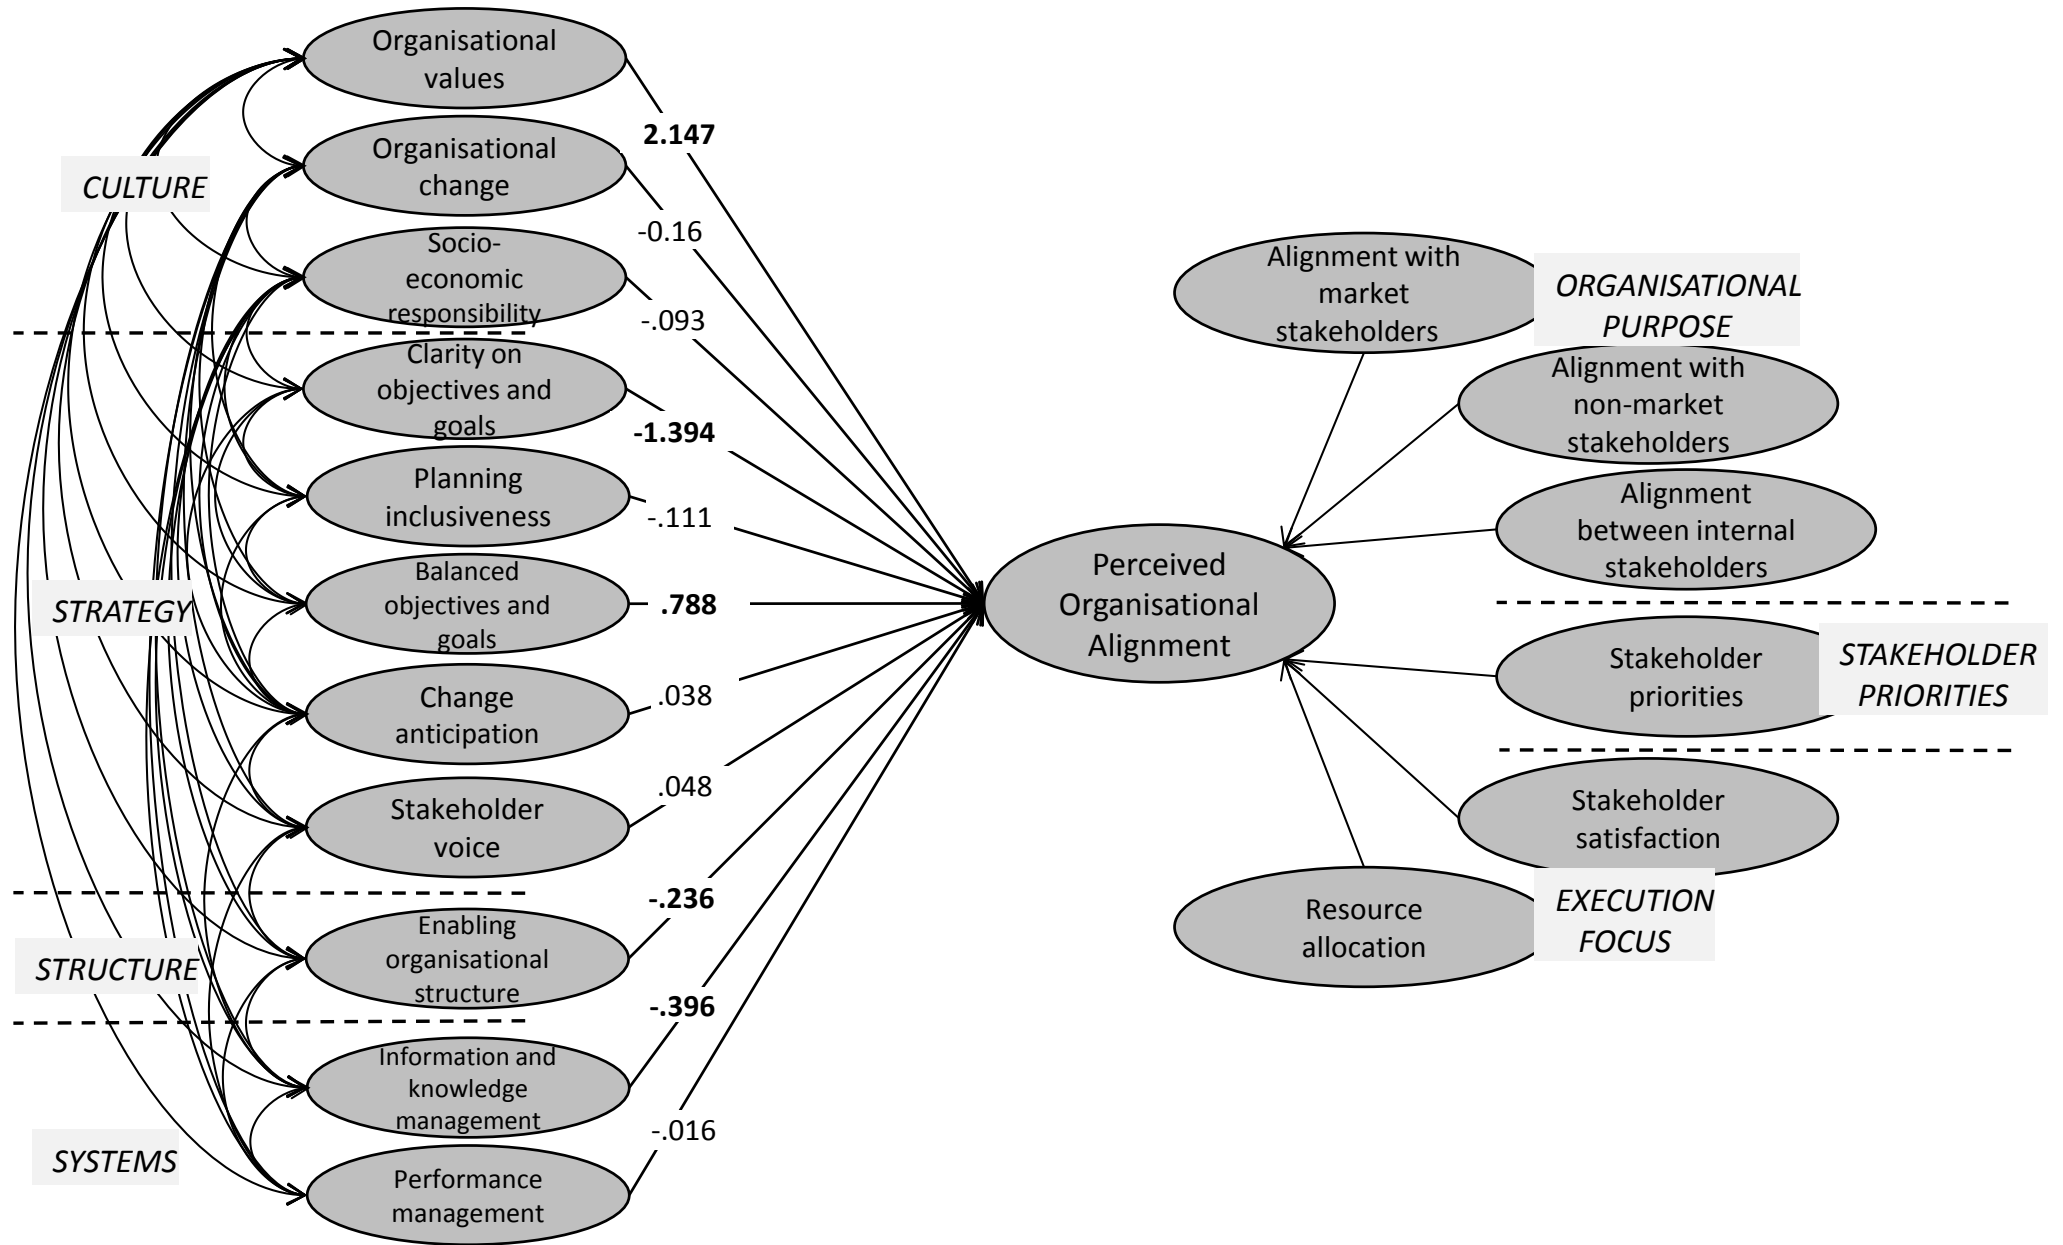 Organisational
values
2.147
Organisational
change
CULTURE
-0.16
Socio-
economic
responsibility
-.093
Clarity on
objectives and
goals
-1.394
Planning
inclusiveness
-.111
Balanced
objectives and
goals
.788
STRATEGY
Change
anticipation
.038
Stakeholder
voice
.048
Enabling
organisational
structure
-.236
STRUCTURE
Information and
knowledge
management
-.396
SYSTEMS
Performance
management
-.016
Perceived
Organisational
Alignment
Alignment with
market
stakeholders
ORGANISATIONAL
PURPOSE
Alignment with
non-market
stakeholders
Alignment
between internal
stakeholders
Stakeholder
priorities
STAKEHOLDER
PRIORITIES
Stakeholder
satisfaction
Resource
allocation
EXECUTION
FOCUS